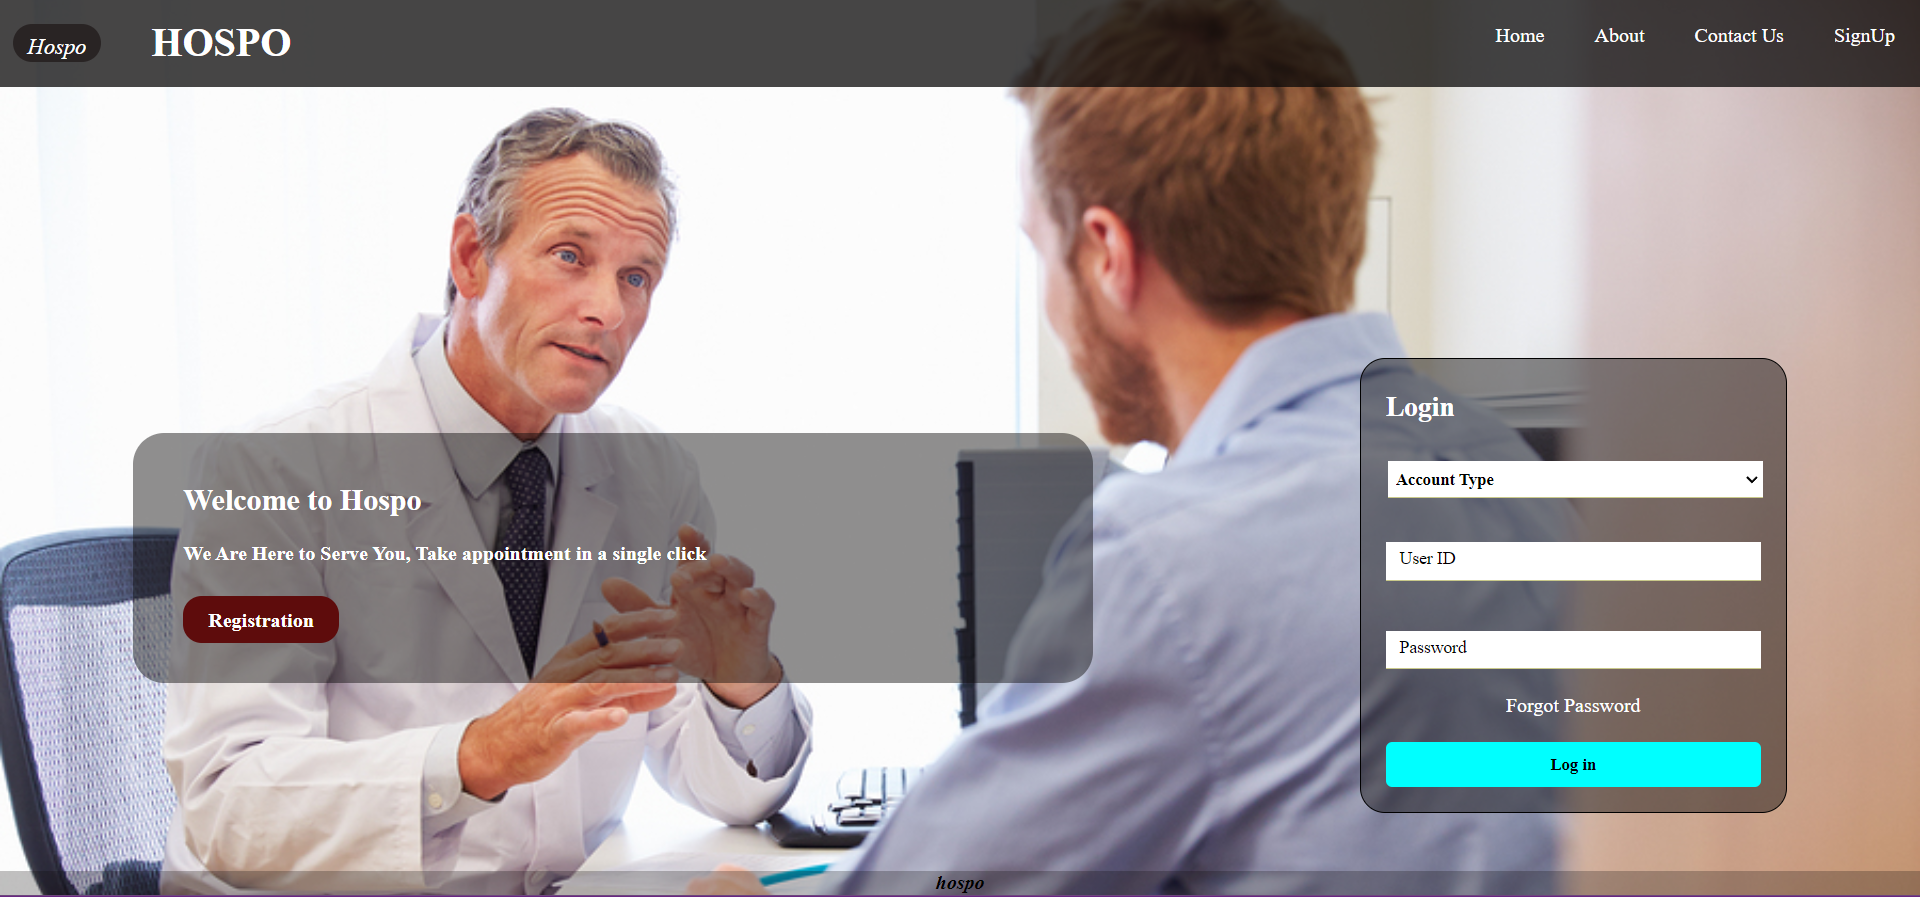 Hospo
HOSPO
Home
About
Contact Us
SignUp
Welcome to Hospo
We Are Here to Serve You, Take appointment in a single click
Registration
Login
Account Type
User ID
Password
Forgot Password
Log in
hospo